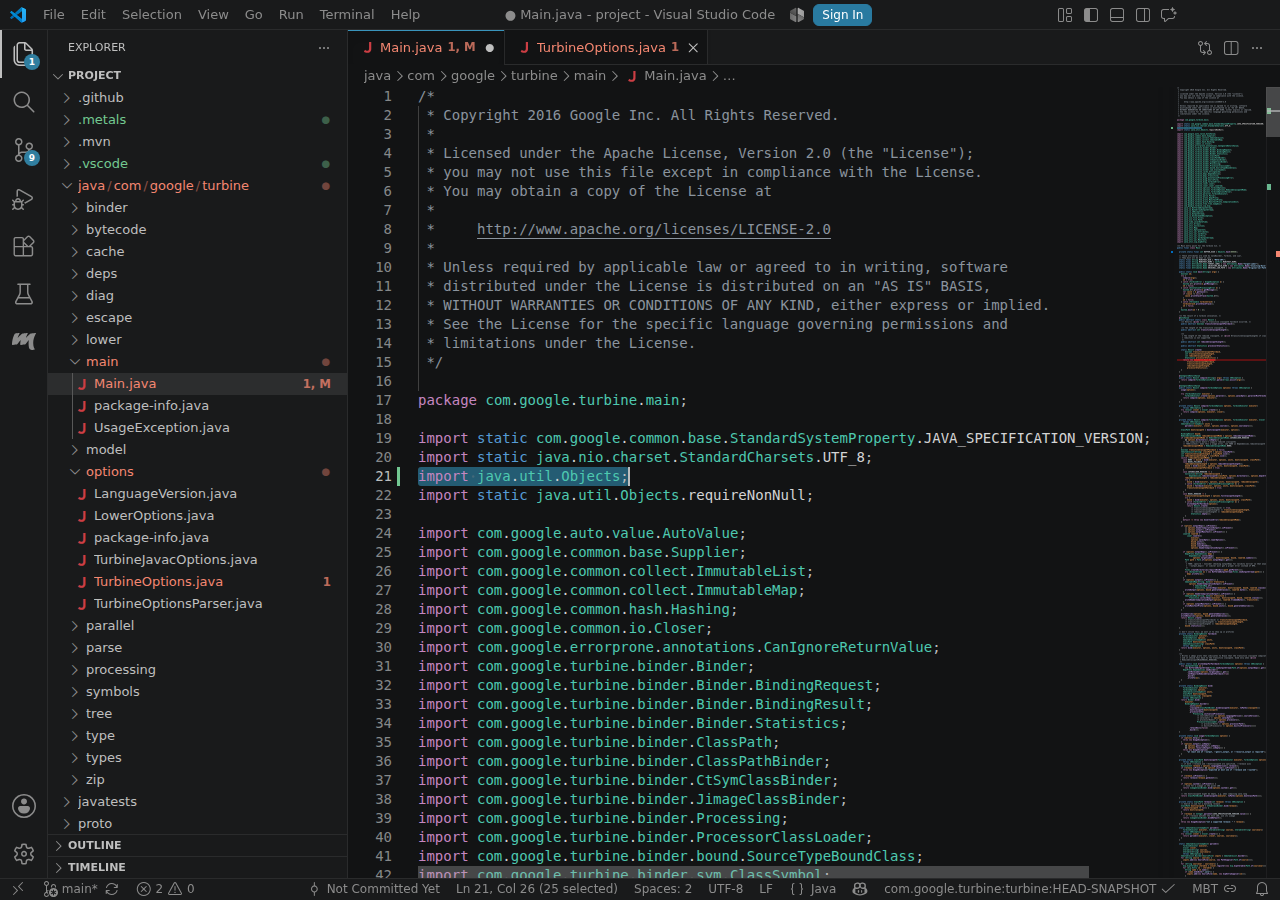 File Edit Selection View Go Run Terminal Help
● Main.java - project - Visual Studio Code
Sign In
EXPLORER
Main.java 1, M ●
TurbineOptions.java 1
PROJECT
java > com > google > turbine > main > Main.java > ...
.github
.metals
.mvn
.vscode
java/com/google/turbine
binder
bytecode
cache
deps
diag
escape
lower
main
Main.java 1, M
package-info.java
UsageException.java
model
options
LanguageVersion.java
LowerOptions.java
package-info.java
TurbineJavacOptions.java
TurbineOptions.java 1
TurbineOptionsParser.java
parallel
parse
processing
symbols
tree
type
types
zip
javatests
proto
OUTLINE
TIMELINE
1
9
1 /*
2 * Copyright 2016 Google Inc. All Rights Reserved.
3 *
4 * Licensed under the Apache License, Version 2.0 (the "License");
5 * you may not use this file except in compliance with the License.
6 * You may obtain a copy of the License at
7 *
8 * http://www.apache.org/licenses/LICENSE-2.0
9 *
10 * Unless required by applicable law or agreed to in writing, software
11 * distributed under the License is distributed on an "AS IS" BASIS,
12 * WITHOUT WARRANTIES OR CONDITIONS OF ANY KIND, either express or implied.
13 * See the License for the specific language governing permissions and
14 * limitations under the License.
15 */
16
17 package com.google.turbine.main;
18
19 import static com.google.common.base.StandardSystemProperty.JAVA_SPECIFICATION_VERSION;
20 import static java.nio.charset.StandardCharsets.UTF_8;
21 import java.util.Objects;
22 import static java.util.Objects.requireNonNull;
23
24 import com.google.auto.value.AutoValue;
25 import com.google.common.base.Supplier;
26 import com.google.common.collect.ImmutableList;
27 import com.google.common.collect.ImmutableMap;
28 import com.google.common.hash.Hashing;
29 import com.google.common.io.Closer;
30 import com.google.errorprone.annotations.CanIgnoreReturnValue;
31 import com.google.turbine.binder.Binder;
32 import com.google.turbine.binder.Binder.BindingRequest;
33 import com.google.turbine.binder.Binder.BindingResult;
34 import com.google.turbine.binder.Binder.Statistics;
35 import com.google.turbine.binder.ClassPath;
36 import com.google.turbine.binder.ClassPathBinder;
37 import com.google.turbine.binder.CtSymClassBinder;
38 import com.google.turbine.binder.JimageClassBinder;
39 import com.google.turbine.binder.Processing;
40 import com.google.turbine.binder.ProcessorClassLoader;
41 import com.google.turbine.binder.bound.SourceTypeBoundClass;
42 import com.google.turbine.binder.sym.ClassSymbol;
main* 2 0 Not Committed Yet Ln 21, Col 26 (25 selected) Spaces: 2 UTF-8 LF { } Java com.google.turbine:turbine:HEAD-SNAPSHOT MBT